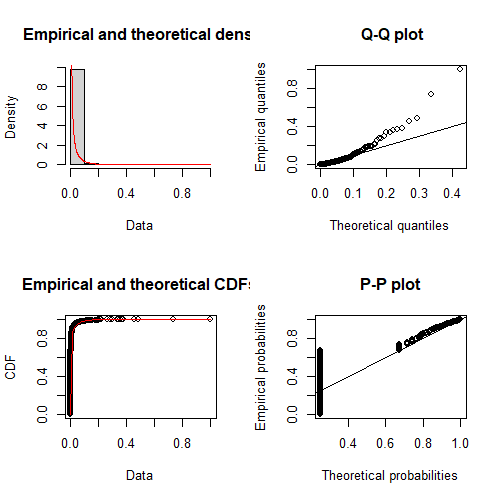 Empirical and theoretical dens
Density
0 2 4 6 8
0.0 0.4 0.8
Data
Q-Q plot
Empirical quantiles
0.0 0.4 0.8
0.0 0.1 0.2 0.3 0.4
Theoretical quantiles
Empirical and theoretical CDFs
CDF
0.0 0.4 0.8
0.0 0.4 0.8
Data
P-P plot
Empirical probabilities
0.0 0.4 0.8
0.4 0.6 0.8 1.0
Theoretical probabilities